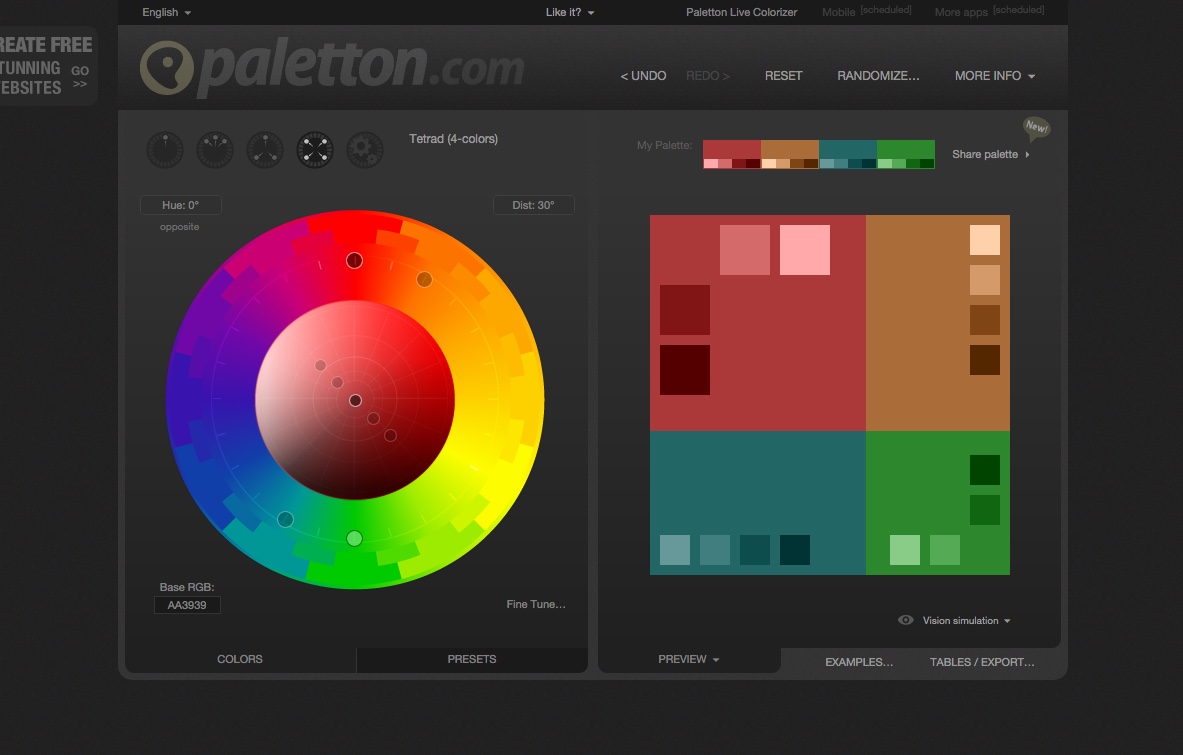 English
Like it?
Paletton Live Colorizer
Mobile [scheduled]
More apps [scheduled]
REATE FREE
TUNNING
EBSITES
GO
>>
paletton.com
< UNDO
REDO >
RESET
RANDOMIZE...
MORE INFO
Tetrad (4-colors)
My Palette:
New!
Share palette
Hue: 0°
opposite
Dist: 30°
Base RGB:
AA3939
Fine Tune...
Vision simulation
COLORS
PRESETS
PREVIEW
EXAMPLES...
TABLES / EXPORT...